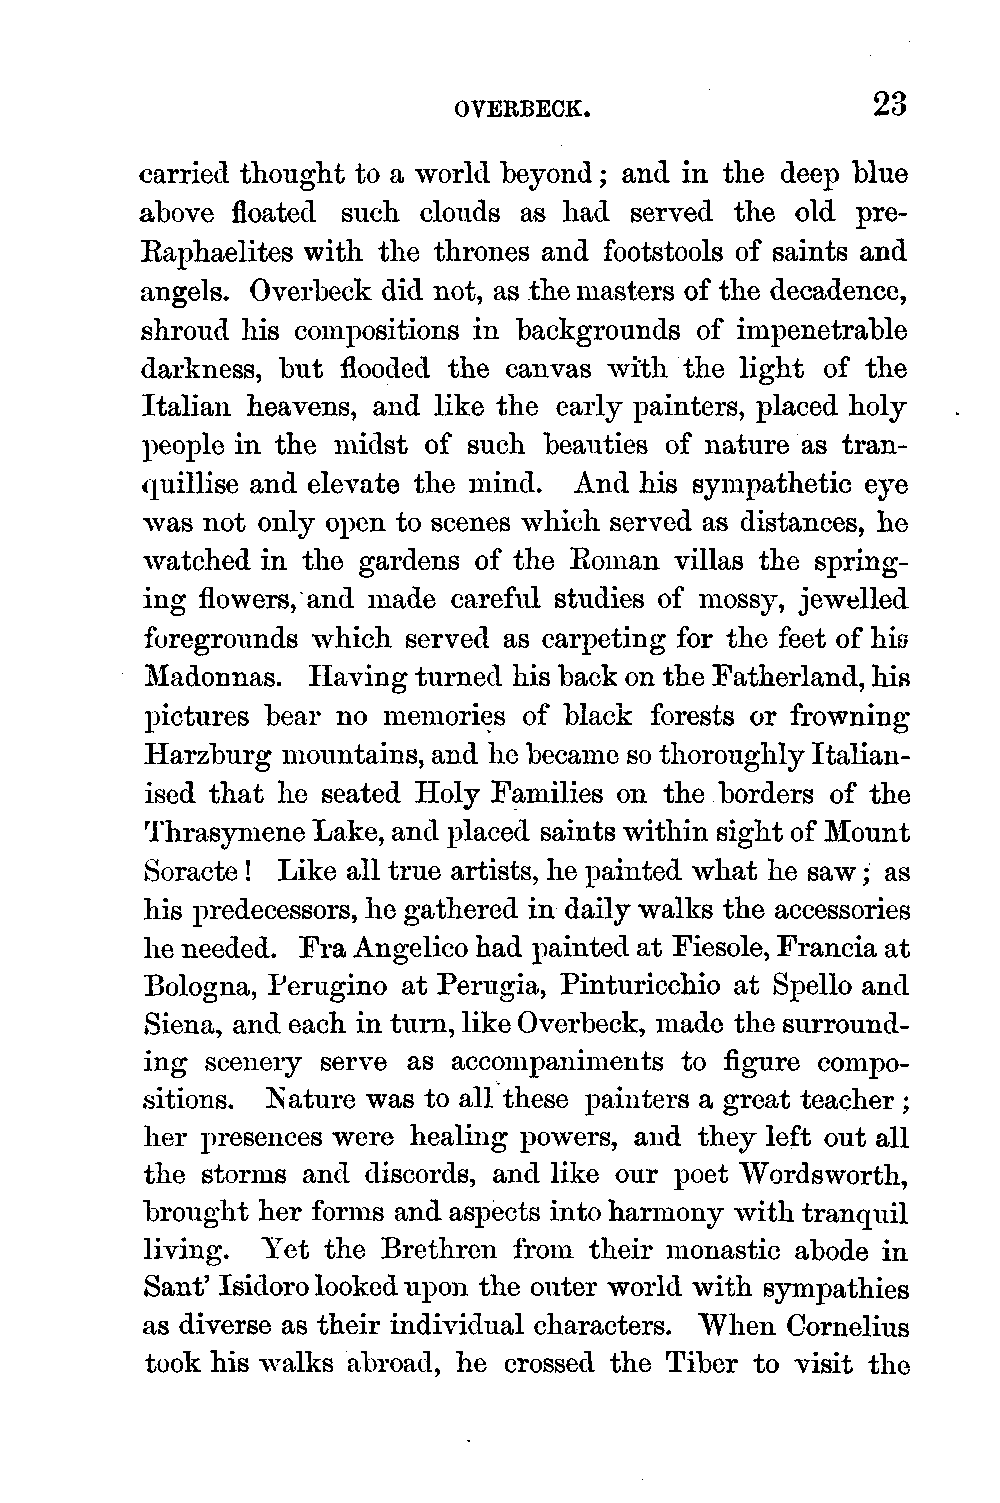 OVERBECK. 23
carried thought to a world beyond; and in the deep blue
above floated such clouds as had served the old pre-
Raphaelites with the thrones and footstools of saints and
angels. Overbeck did not, as the masters of the decadence,
shroud his compositions in backgrounds of impenetrable
darkness, but flooded the canvas with the light of the
Italian heavens, and like the early painters, placed holy
people in the midst of such beauties of nature as tran-
quillise and elevate the mind. And his sympathetic eye
was not only open to scenes which served as distances, he
watched in the gardens of the Roman villas the spring-
ing flowers, and made careful studies of mossy, jewelled
foregrounds which served as carpeting for the feet of his
Madonnas. Having turned his back on the Fatherland, his
pictures bear no memories of black forests or frowning
Harzburg mountains, and he became so thoroughly Italian-
ised that he seated Holy Families on the borders of the
Thrasymene Lake, and placed saints within sight of Mount
Soracte! Like all true artists, he painted what he saw; as
his predecessors, he gathered in daily walks the accessories
he needed. Fra Angelico had painted at Fiesole, Francia at
Bologna, Perugino at Perugia, Pinturicchio at Spello and
Siena, and each in turn, like Overbeck, made the surround-
ing scenery serve as accompaniments to figure compo-
sitions. Nature was to all these painters a great teacher;
her presences were healing powers, and they left out all
the storms and discords, and like our poet Wordsworth,
brought her forms and aspects into harmony with tranquil
living. Yet the Brethren from their monastic abode in
Sant' Isidoro looked upon the outer world with sympathies
as diverse as their individual characters. When Cornelius
took his walks abroad, he crossed the Tiber to visit the